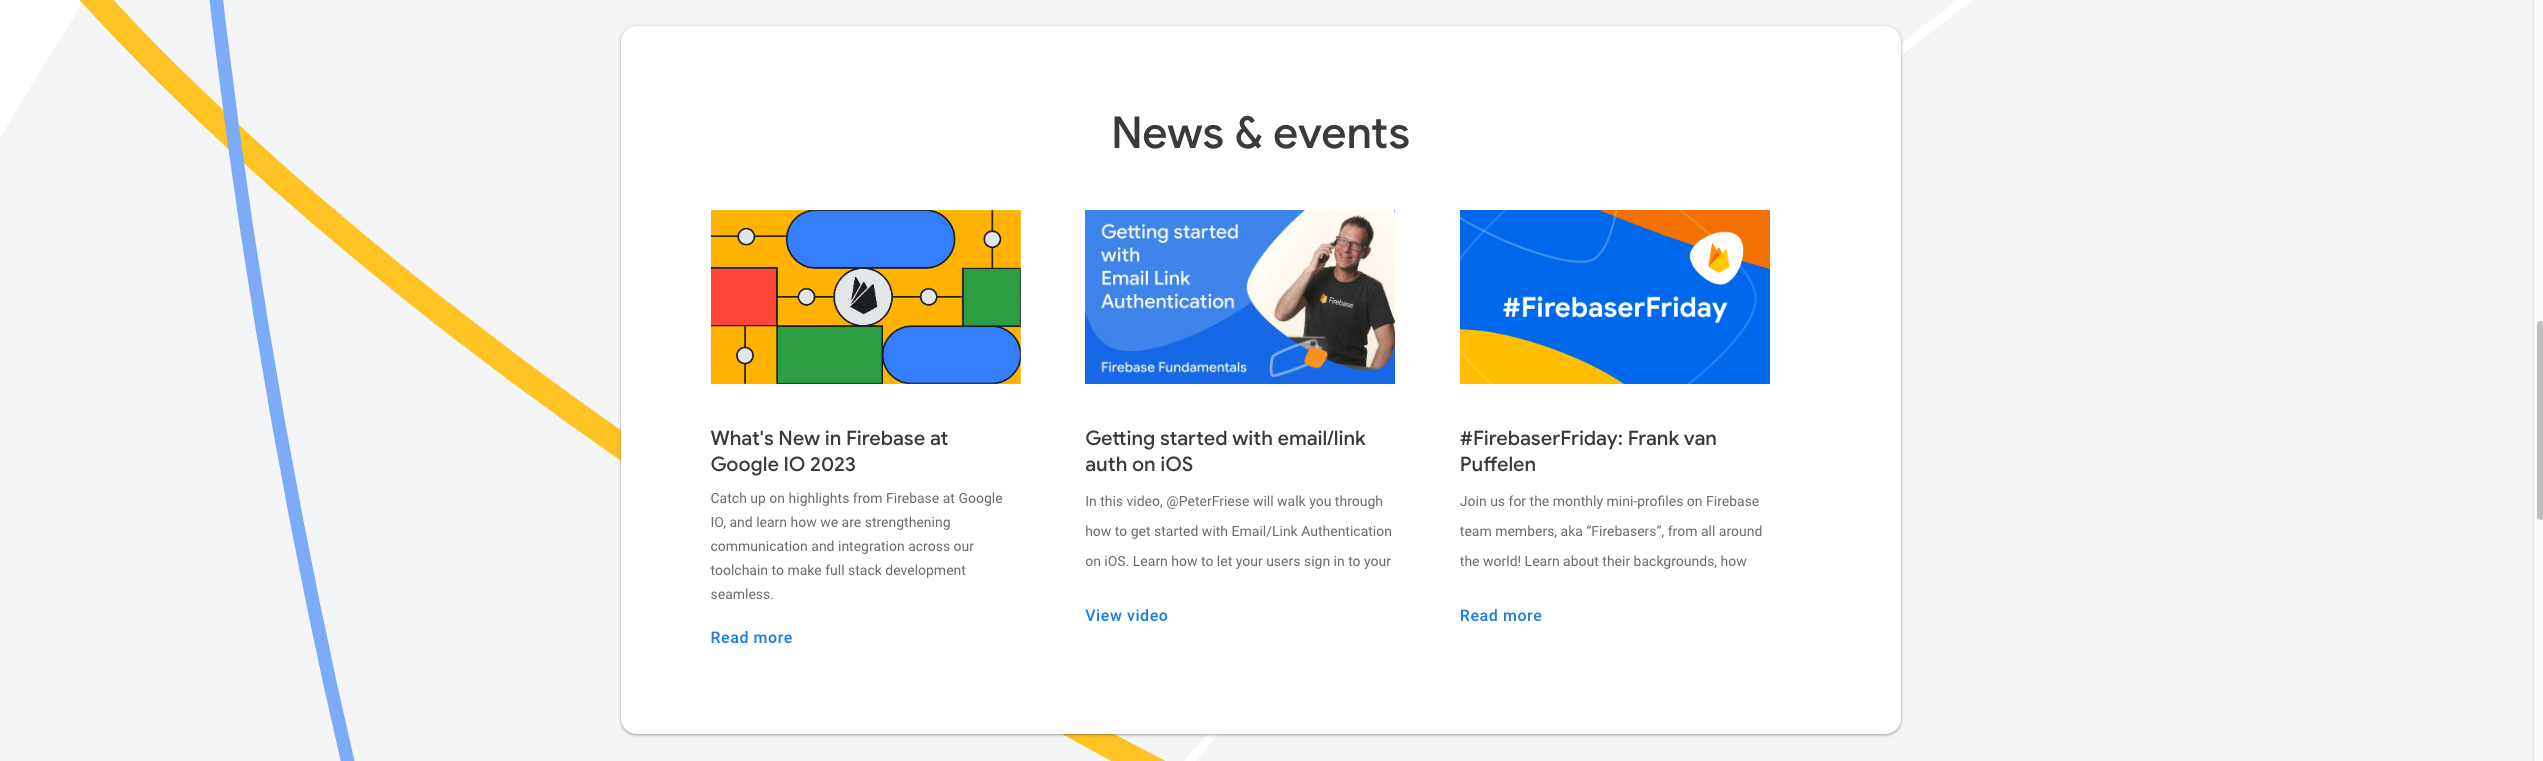 News & events
Getting started
with
Email Link
Authentication
Firebase
Firebase Fundamentals
#FirebaserFriday
What's New in Firebase at
Google IO 2023
Catch up on highlights from Firebase at Google
IO, and learn how we are strengthening
communication and integration across our
toolchain to make full stack development
seamless.
Read more
Getting started with email/link
auth on iOS
In this video, @PeterFriese will walk you through
how to get started with Email/Link Authentication
on iOS. Learn how to let your users sign in to your
View video
#FirebaserFriday: Frank van
Puffelen
Join us for the monthly mini-profiles on Firebase
team members, aka “Firebasers”, from all around
the world! Learn about their backgrounds, how
Read more